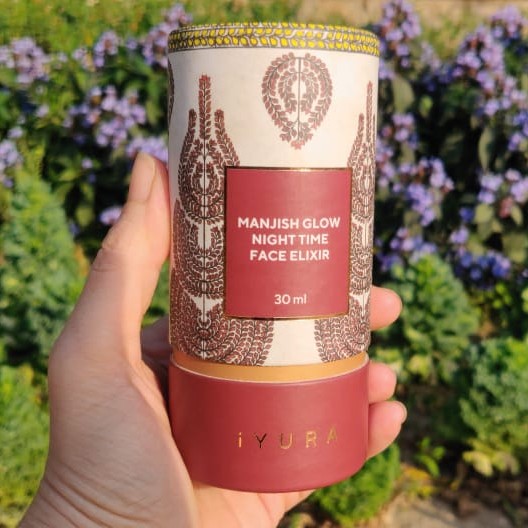 MANJISH GLOW
NIGHT TIME
FACE ELIXIR
30 ml
iYURA